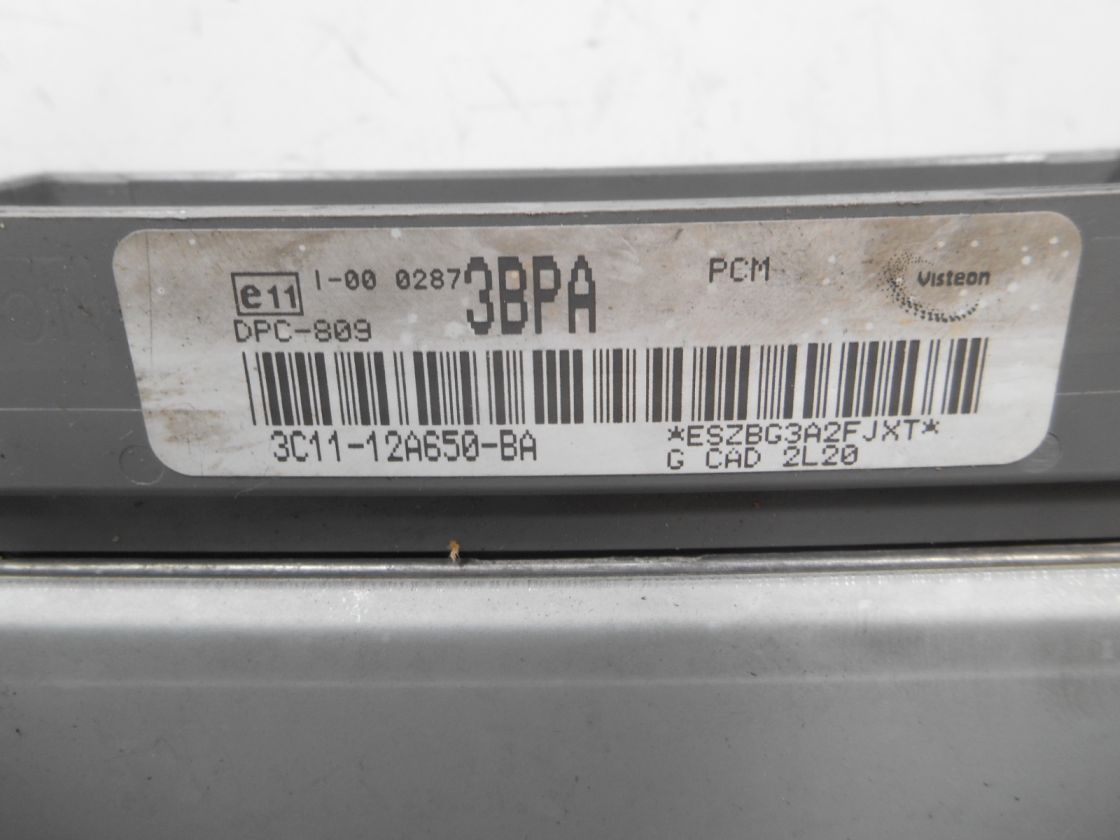 e11 I-00 0287 3BPA PCM Visteon
DPC-809
3C11-12A650-BA *ESZBG3A2FJXT*
G CAD 2L20